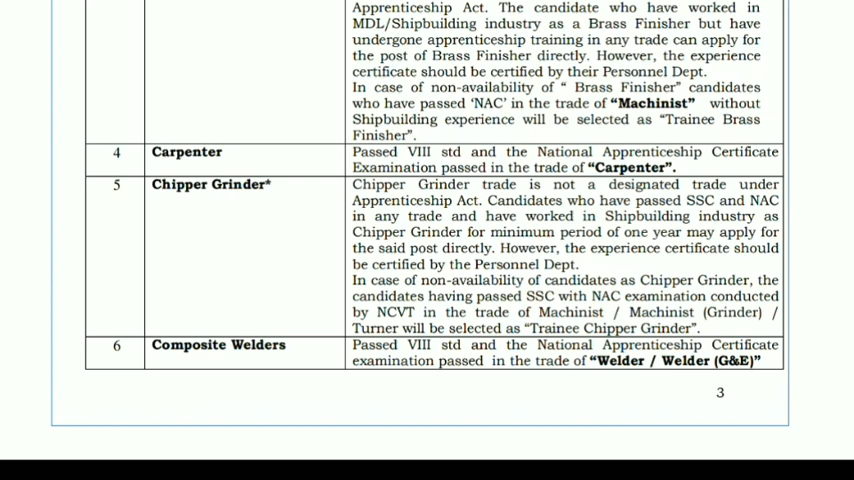 Apprenticeship Act. The candidate who have worked in
MDL/Shipbuilding industry as a Brass Finisher but have
undergone apprenticeship training in any trade can apply for
the post of Brass Finisher directly. However, the experience
certificate should be certified by their Personnel Dept.
In case of non-availability of “ Brass Finisher” candidates
who have passed ‘NAC’ in the trade of “Machinist” without
Shipbuilding experience will be selected as “Trainee Brass
Finisher”.
4 Carpenter Passed VIII std and the National Apprenticeship Certificate
Examination passed in the trade of “Carpenter”.
5 Chipper Grinder* Chipper Grinder trade is not a designated trade under
Apprenticeship Act. Candidates who have passed SSC and NAC
in any trade and have worked in Shipbuilding industry as
Chipper Grinder for minimum period of one year may apply for
the said post directly. However, the experience certificate should
be certified by the Personnel Dept.
In case of non-availability of candidates as Chipper Grinder, the
candidates having passed SSC with NAC examination conducted
by NCVT in the trade of Machinist / Machinist (Grinder) /
Turner will be selected as “Trainee Chipper Grinder”.
6 Composite Welders Passed VIII std and the National Apprenticeship Certificate
examination passed in the trade of “Welder / Welder (G&E)”
3